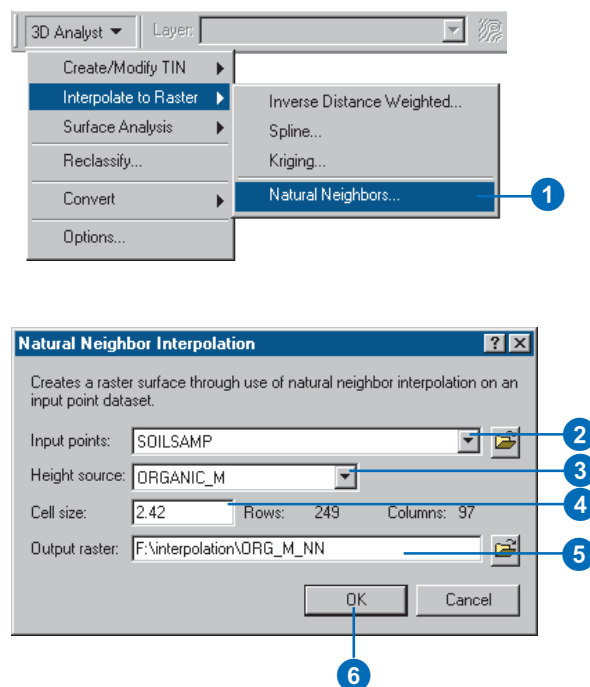 3D Analyst Layer:
Create/Modify TIN
Interpolate to Raster
Surface Analysis
Reclassify...
Convert
Options...
Inverse Distance Weighted...
Spline...
Kriging...
Natural Neighbors...
1
Natural Neighbor Interpolation
Creates a raster surface through use of natural neighbor interpolation on an
input point dataset.
Input points: SOILSAMP 2
Height source: ORGANIC_M 3
Cell size: 2.42 Rows: 249 Columns: 97 4
Output raster: F:\interpolation\ORG_M_NN 5
OK Cancel
6